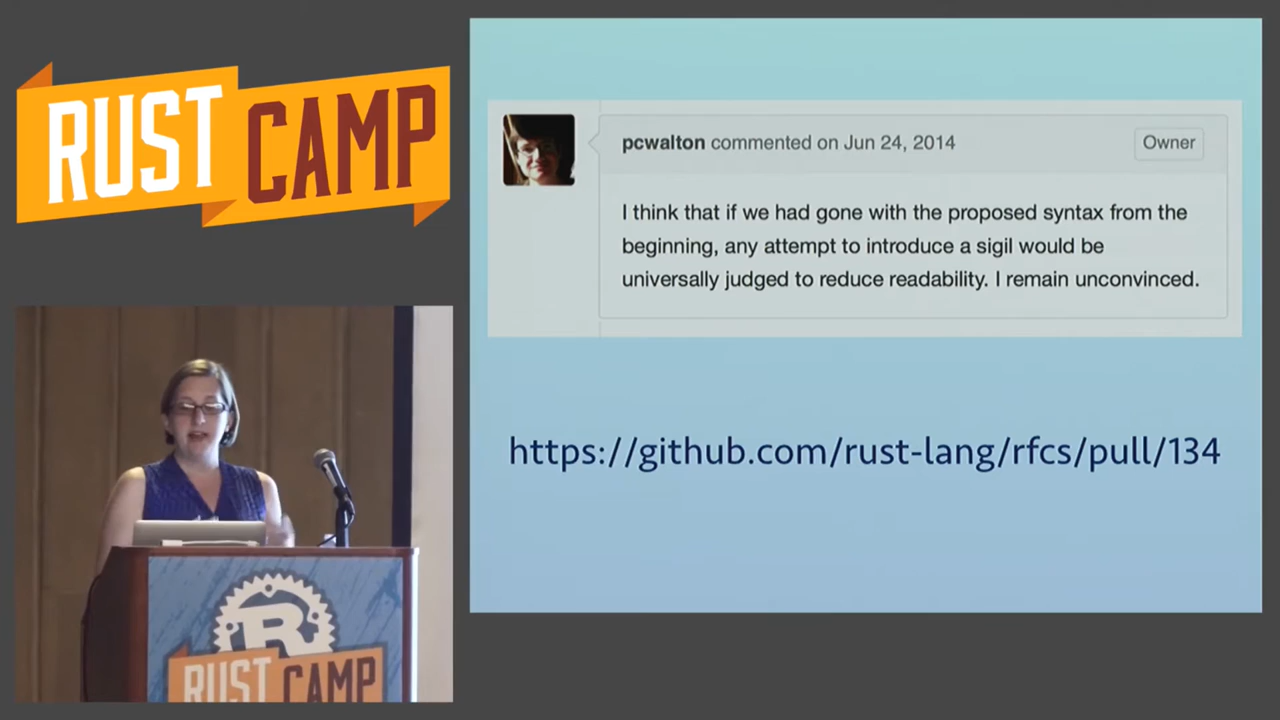 RUST CAMP
pcwalton commented on Jun 24, 2014
Owner
I think that if we had gone with the proposed syntax from the
beginning, any attempt to introduce a sigil would be
universally judged to reduce readability. I remain unconvinced.
https://github.com/rust-lang/rfcs/pull/134
R
RUST CAMP